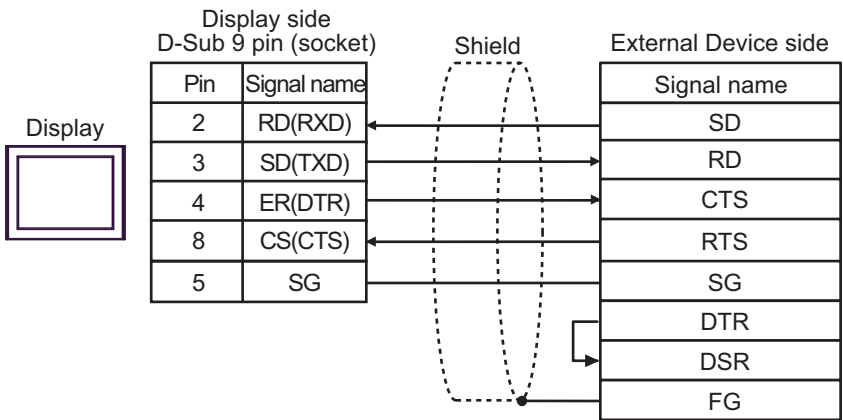 Display side
D-Sub 9 pin (socket)
Shield
External Device side
Pin Signal name
Signal name
Display
2 RD(RXD) SD
3 SD(TXD) RD
4 ER(DTR) CTS
8 CS(CTS) RTS
5 SG SG
DTR
DSR
FG